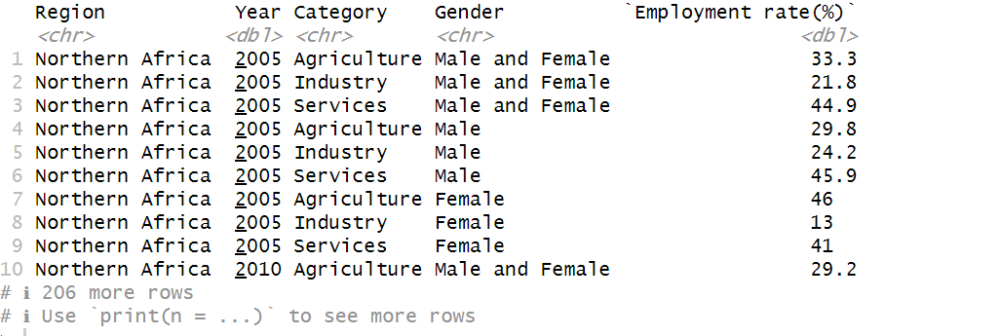 Region Year Category Gender `Employment rate(%)`
<chr> <dbl> <chr> <chr> <dbl>
1 Northern Africa 2005 Agriculture Male and Female 33.3
2 Northern Africa 2005 Industry Male and Female 21.8
3 Northern Africa 2005 Services Male and Female 44.9
4 Northern Africa 2005 Agriculture Male 29.8
5 Northern Africa 2005 Industry Male 24.2
6 Northern Africa 2005 Services Male 45.9
7 Northern Africa 2005 Agriculture Female 46
8 Northern Africa 2005 Industry Female 13
9 Northern Africa 2005 Services Female 41
10 Northern Africa 2010 Agriculture Male and Female 29.2
# ℹ 206 more rows
# ℹ Use `print(n = ...)` to see more rows